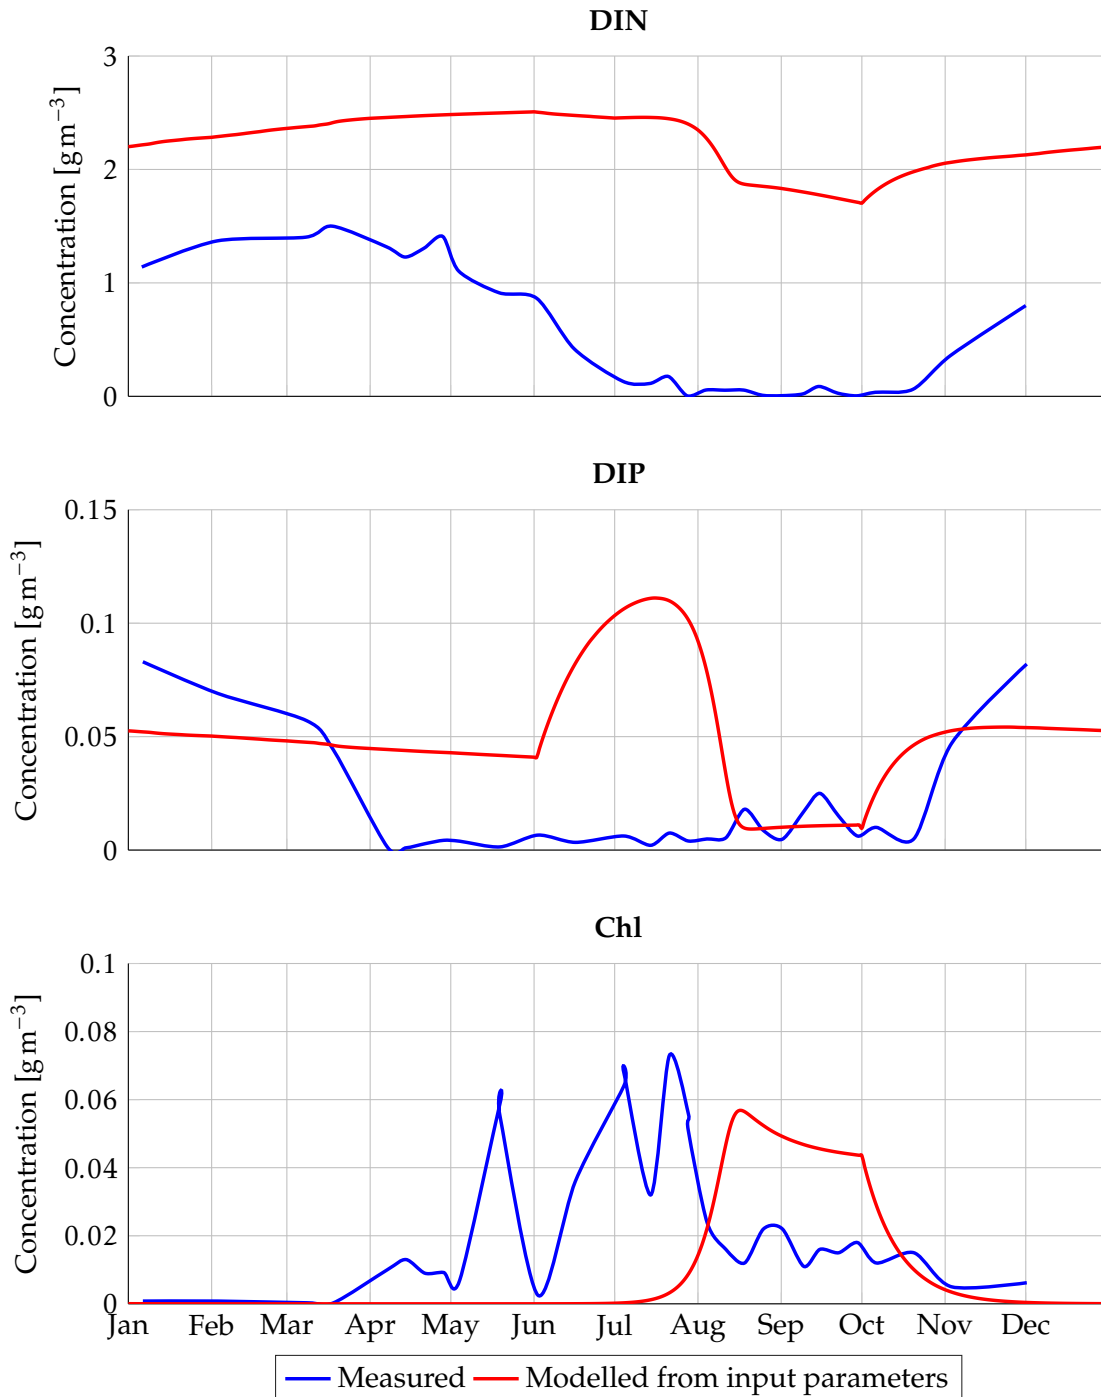 DIN
Concentration [g m−3]
3
2
1
0
DIP
Concentration [g m−3]
0.15
0.1
0.05
0
Chl
Concentration [g m−3]
0.1
0.08
0.06
0.04
0.02
0
Jan Feb Mar Apr May Jun Jul Aug Sep Oct Nov Dec
Measured Modelled from input parameters